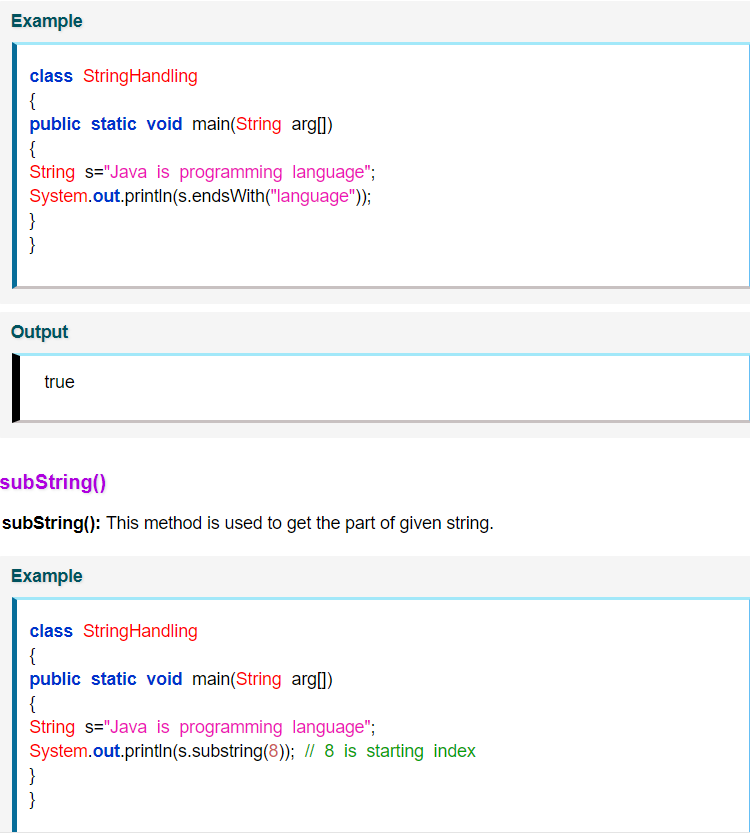 Example
class StringHandling
{
public static void main(String arg[])
{
String s="Java is programming language";
System.out.println(s.endsWith("language"));
}
}
Output
true
subString()
subString(): This method is used to get the part of given string.
Example
class StringHandling
{
public static void main(String arg[])
{
String s="Java is programming language";
System.out.println(s.substring(8)); // 8 is starting index
}
}